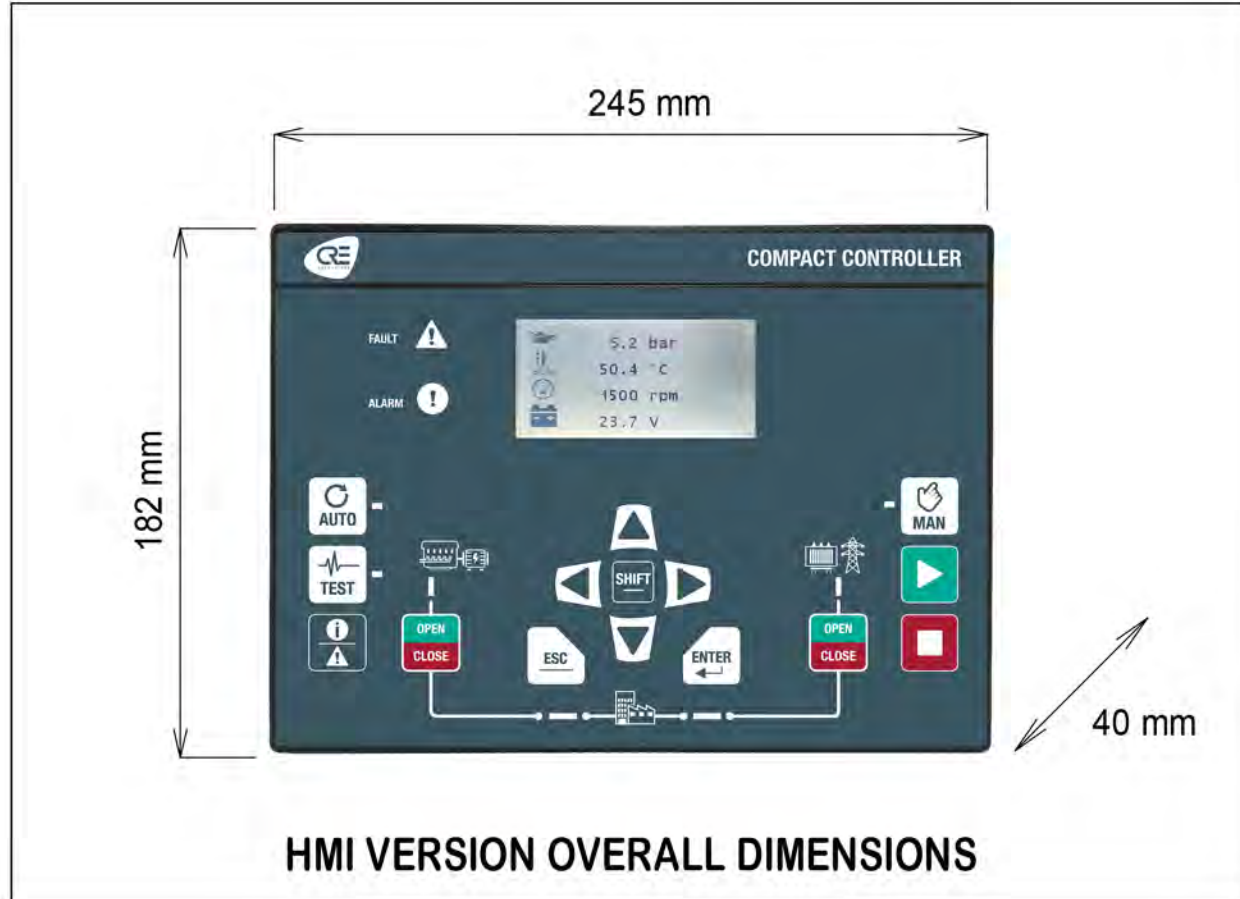 245 mm
CRE
COMPACT CONTROLLER
FAULT
ALARM
5.2 bar
50.4 °C
1500 rpm
23.7 V
182 mm
AUTO
MAN
TEST
SHIFT
OPEN
CLOSE
ESC
ENTER
OPEN
CLOSE
40 mm
HMI VERSION OVERALL DIMENSIONS